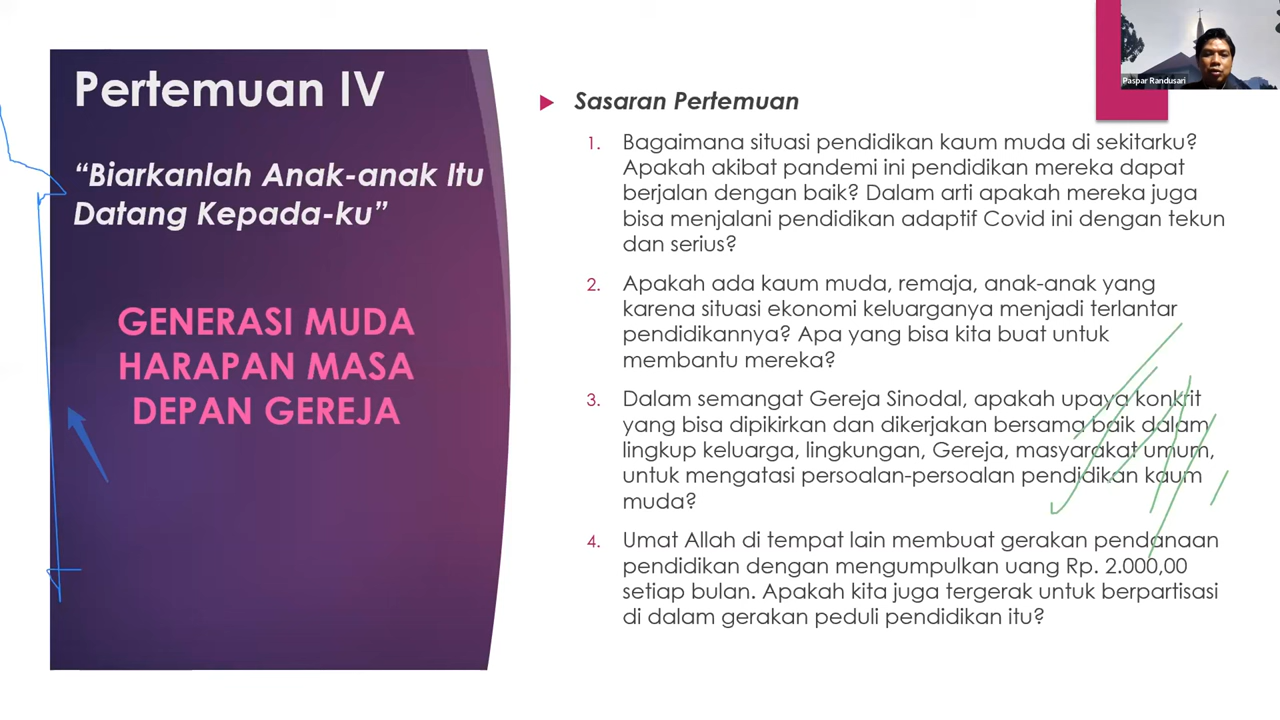 Pertemuan IV
“Biarkanlah Anak-anak Itu
Datang Kepada-ku”
GENERASI MUDA
HARAPAN MASA
DEPAN GEREJA
Sasaran Pertemuan
1. Bagaimana situasi pendidikan kaum muda di sekitarku?
Apakah akibat pandemi ini pendidikan mereka dapat
berjalan dengan baik? Dalam arti apakah mereka juga
bisa menjalani pendidikan adaptif Covid ini dengan tekun
dan serius?
2. Apakah ada kaum muda, remaja, anak-anak yang
karena situasi ekonomi keluarganya menjadi terlantar
pendidikannya? Apa yang bisa kita buat untuk
membantu mereka?
3. Dalam semangat Gereja Sinodal, apakah upaya konkrit
yang bisa dipikirkan dan dikerjakan bersama baik dalam
lingkup keluarga, lingkungan, Gereja, masyarakat umum,
untuk mengatasi persoalan-persoalan pendidikan kaum
muda?
4. Umat Allah di tempat lain membuat gerakan pendanaan
pendidikan dengan mengumpulkan uang Rp. 2.000,00
setiap bulan. Apakah kita juga tergerak untuk berpartisasi
di dalam gerakan peduli pendidikan itu?
Paspar Randusari